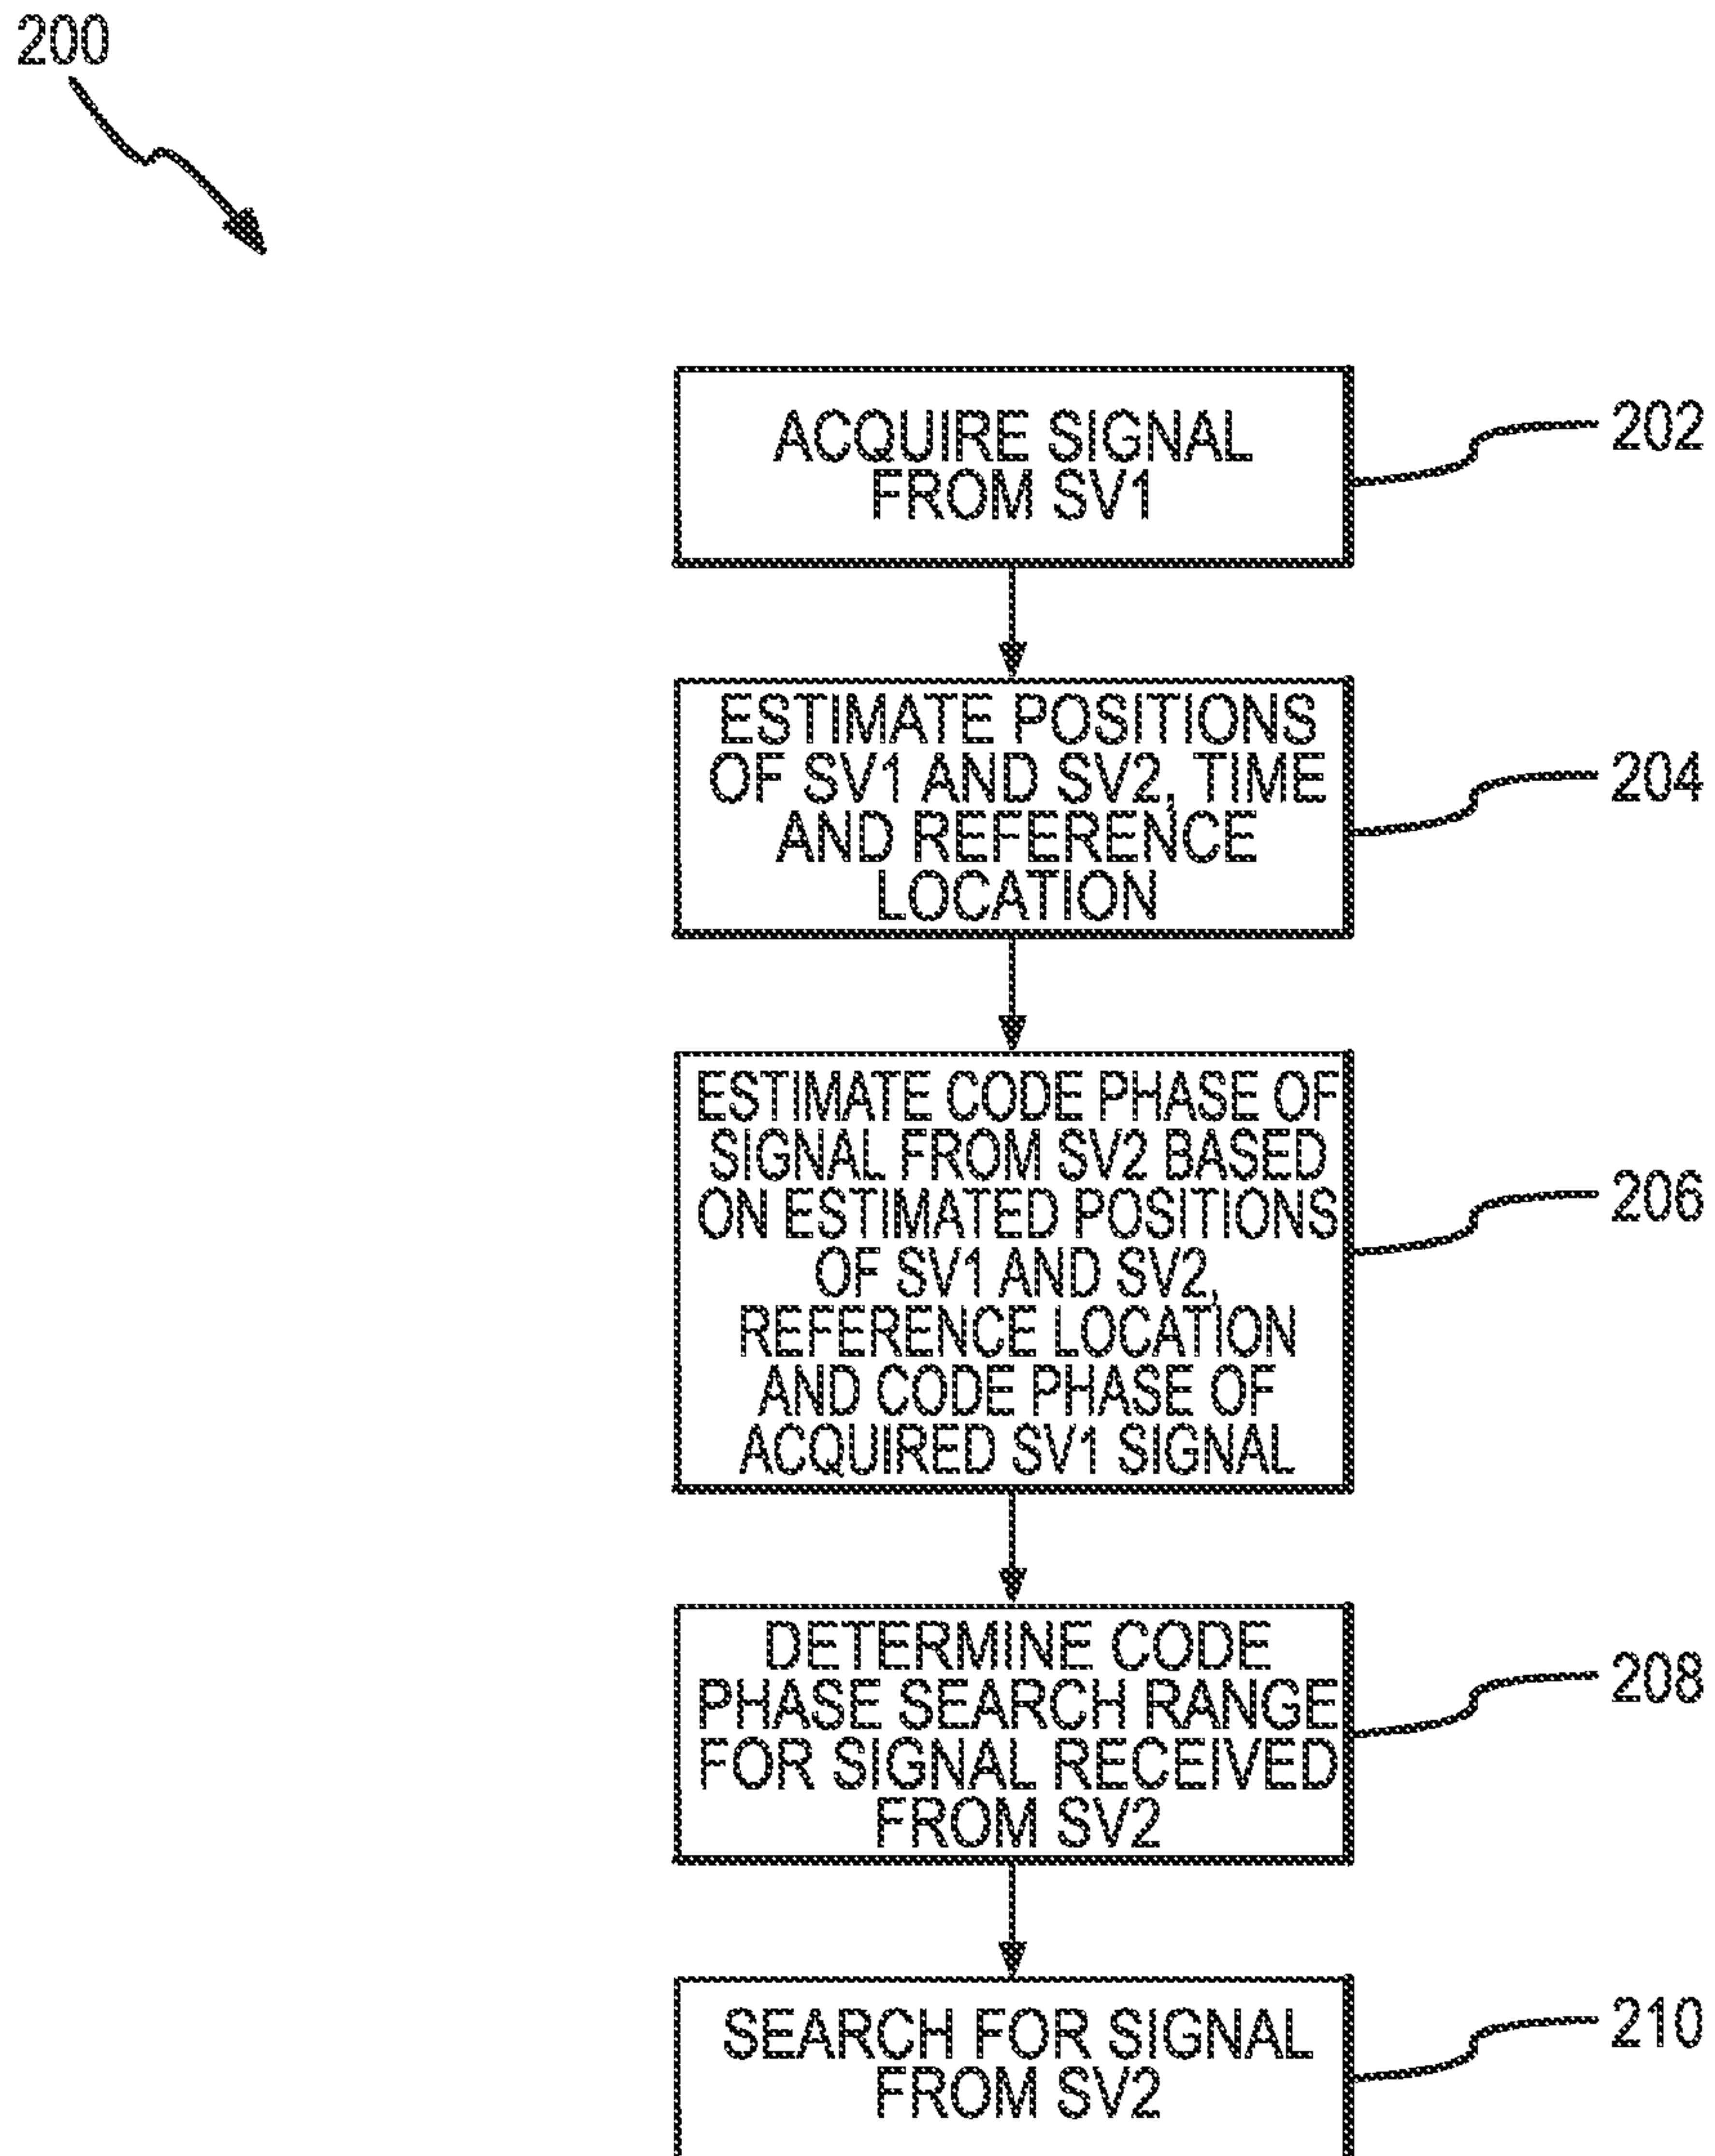 200
ACQUIRE SIGNAL
FROM SV1
202
ESTIMATE POSITIONS
OF SV1 AND SV2, TIME
AND REFERENCE
LOCATION
204
ESTIMATE CODE PHASE OF
SIGNAL FROM SV2 BASED
ON ESTIMATED POSITIONS
OF SV1 AND SV2,
REFERENCE LOCATION
AND CODE PHASE OF
ACQUIRED SV1 SIGNAL
206
DETERMINE CODE
PHASE SEARCH RANGE
FOR SIGNAL RECEIVED
FROM SV2
208
SEARCH FOR SIGNAL
FROM SV2
210